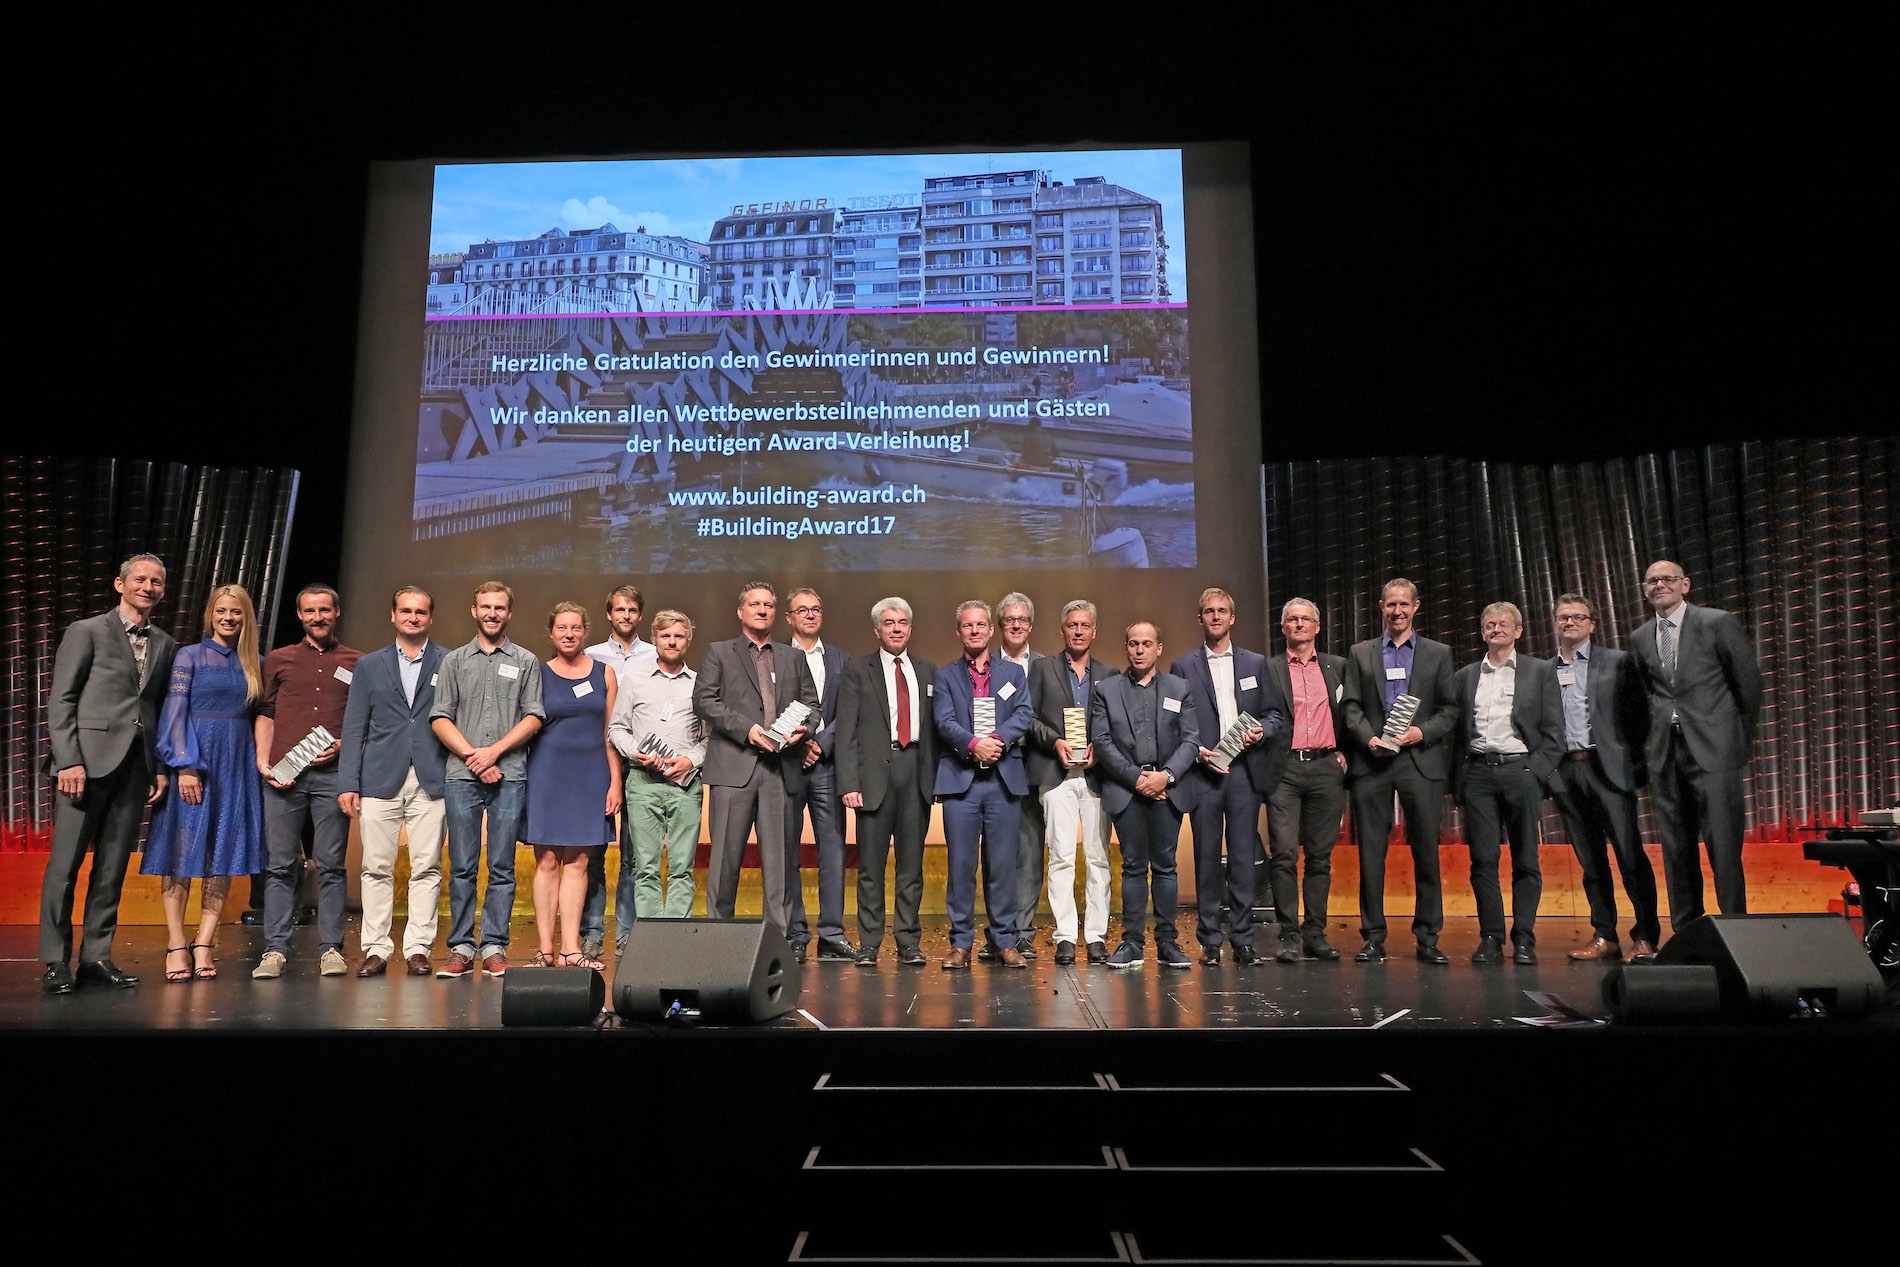 GEFINOR
TISSOT
Herzliche Gratulation den Gewinnerinnen und Gewinnern!
Wir danken allen Wettbewerbsteilnehmenden und Gästen
der heutigen Award-Verleihung!
www.building-award.ch
#BuildingAward17